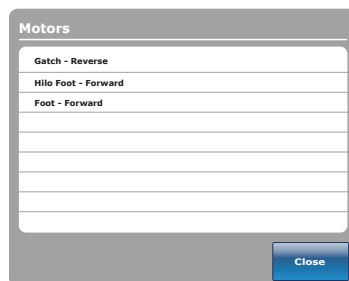 Motors
Gatch - Reverse
Hilo Foot - Forward
Foot - Forward
Close